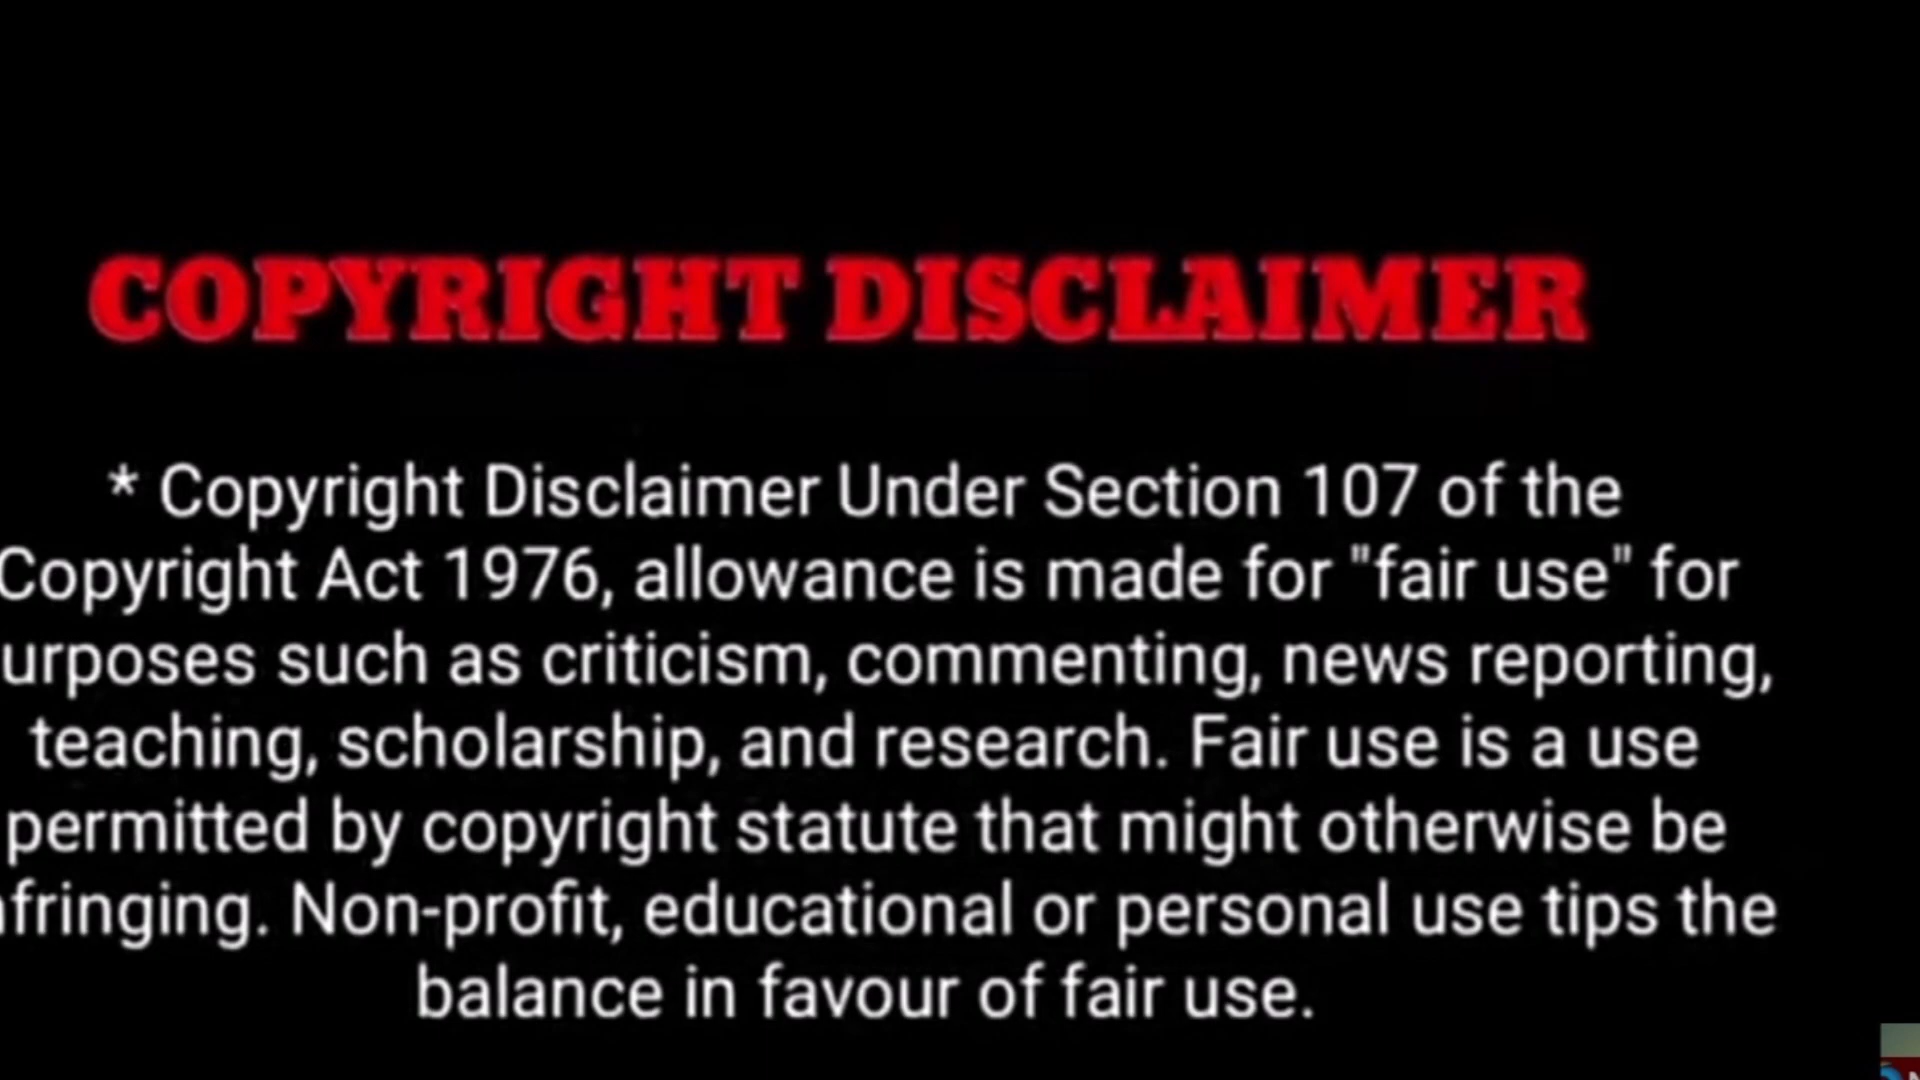 COPYRIGHT DISCLAIMER
* Copyright Disclaimer Under Section 107 of the
Copyright Act 1976, allowance is made for "fair use" for
urposes such as criticism, commenting, news reporting,
teaching, scholarship, and research. Fair use is a use
permitted by copyright statute that might otherwise be
nfringing. Non-profit, educational or personal use tips the
balance in favour of fair use.